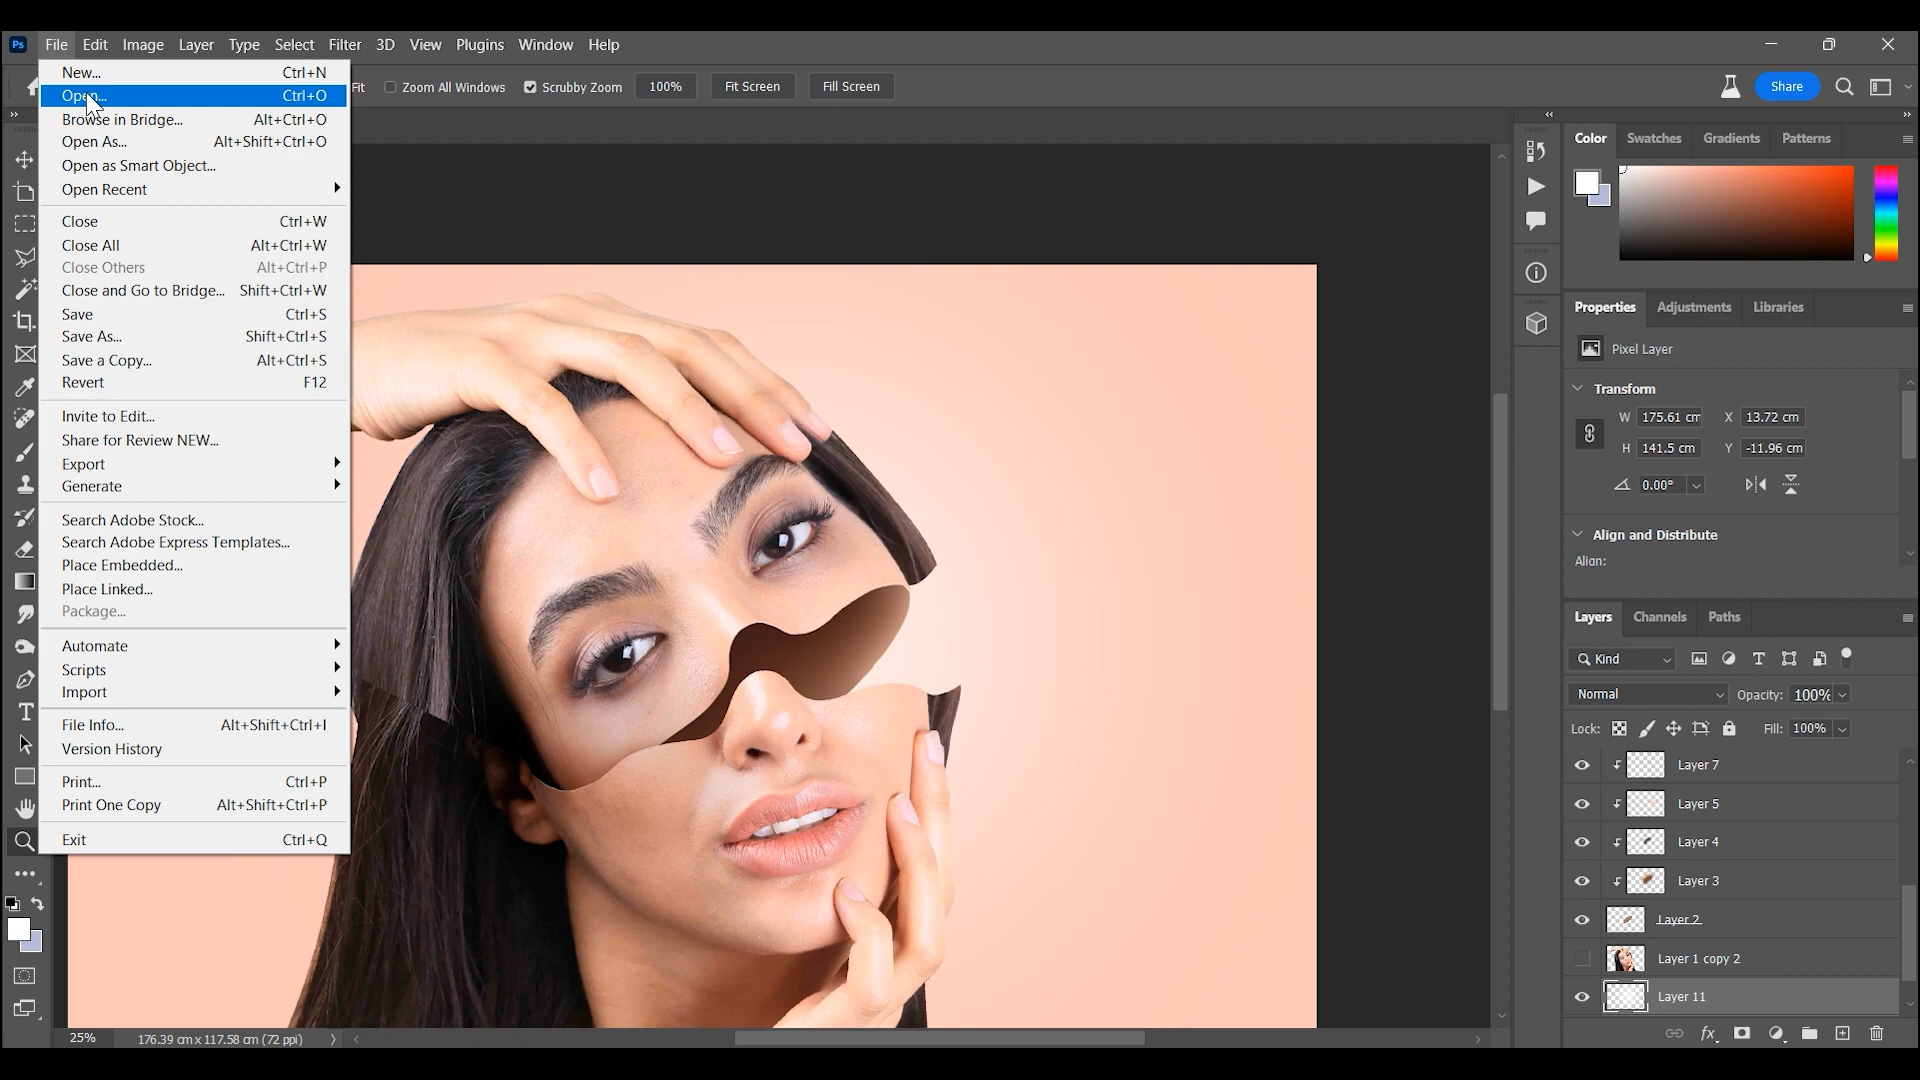 Ps File Edit Image Layer Type Select Filter 3D View Plugins Window Help
Fit Zoom All Windows Scrubby Zoom 100% Fit Screen Fill Screen Share
New... Ctrl+N
Open... Ctrl+O
Browse in Bridge... Alt+Ctrl+O
Open As... Alt+Shift+Ctrl+O
Open as Smart Object...
Open Recent
Close Ctrl+W
Close All Alt+Ctrl+W
Close Others Alt+Ctrl+P
Close and Go to Bridge... Shift+Ctrl+W
Save Ctrl+S
Save As... Shift+Ctrl+S
Save a Copy... Alt+Ctrl+S
Revert F12
Invite to Edit...
Share for Review NEW...
Export
Generate
Search Adobe Stock...
Search Adobe Express Templates...
Place Embedded...
Place Linked...
Package...
Automate
Scripts
Import
File Info... Alt+Shift+Ctrl+I
Version History
Print... Ctrl+P
Print One Copy Alt+Shift+Ctrl+P
Exit Ctrl+Q
25% 176.39 cm x 117.58 cm (72 ppi)
Color Swatches Gradients Patterns
Properties Adjustments Libraries
Pixel Layer
Transform
W 175.61 cm X 13.72 cm
H 141.5 cm Y -11.96 cm
0.00°
Align and Distribute
Align:
Layers Channels Paths
Kind
Normal Opacity: 100%
Lock: Fill: 100%
Layer 7
Layer 5
Layer 4
Layer 3
Layer 2
Layer 1 copy 2
Layer 11
fx